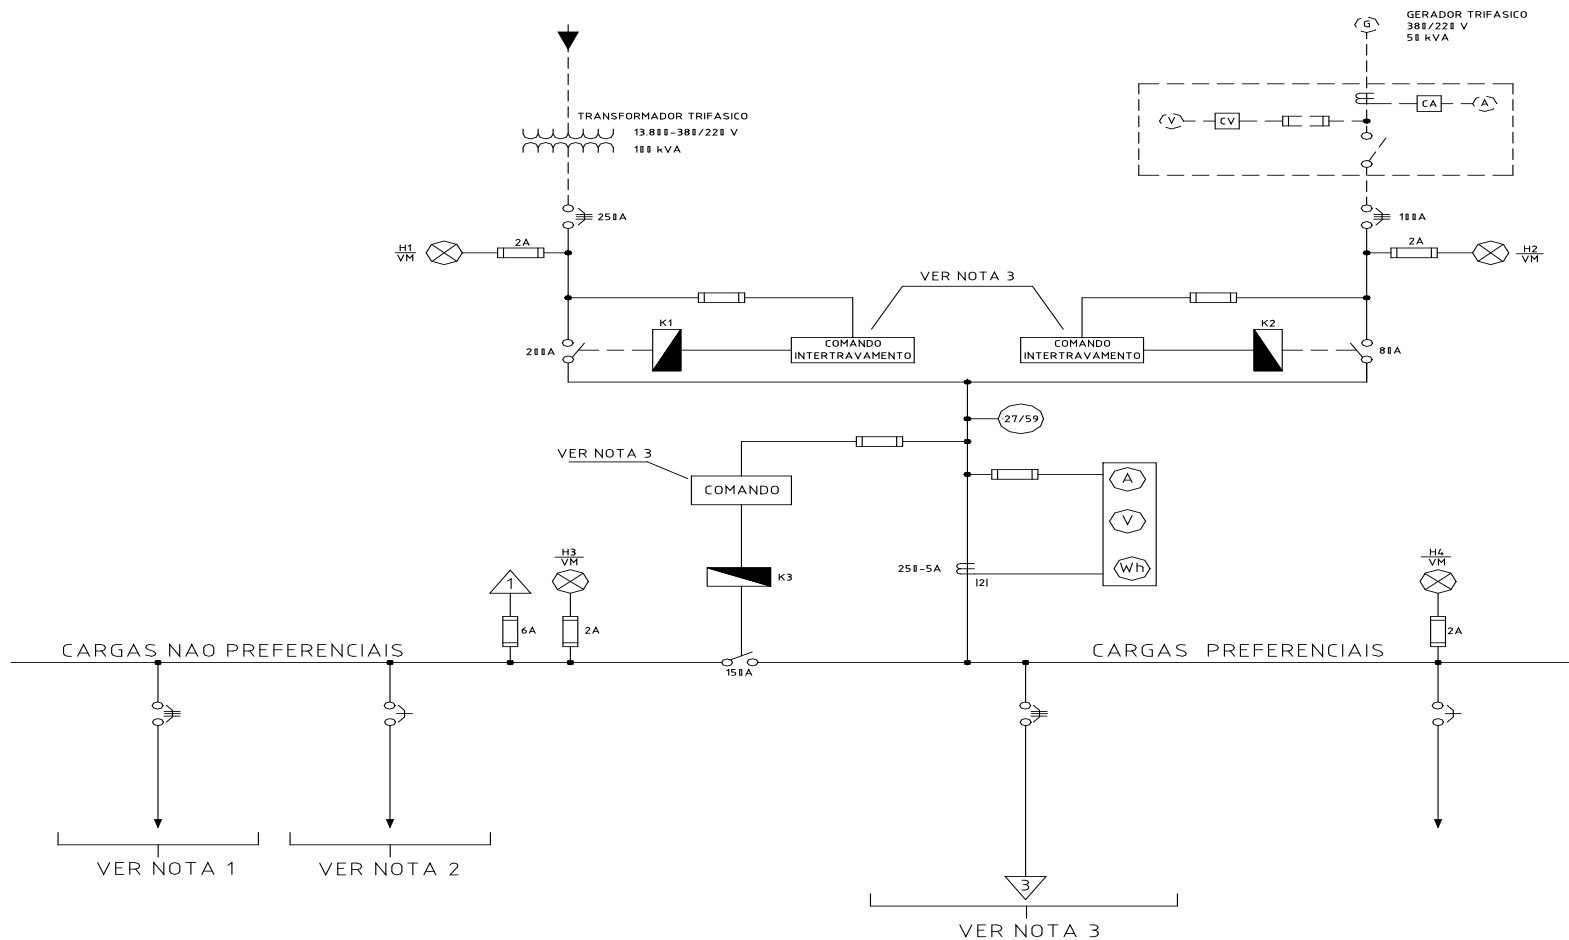 G
GERADOR TRIFASICO
380/220 V
50 kVA
CA
A
V
CV
TRANSFORMADOR TRIFASICO
13.800-380/220 V
100 kVA
250A
100A
H1
VM
2A
2A
H2
VM
VER NOTA 3
K1
K2
200A
COMANDO
INTERTRAVAMENTO
COMANDO
INTERTRAVAMENTO
80A
27/59
VER NOTA 3
COMANDO
A
V
Wh
250-5A
|2|
K3
1
6A
H3
VM
2A
H4
VM
2A
CARGAS NAO PREFERENCIAIS
150A
CARGAS PREFERENCIAIS
VER NOTA 1
VER NOTA 2
3
VER NOTA 3